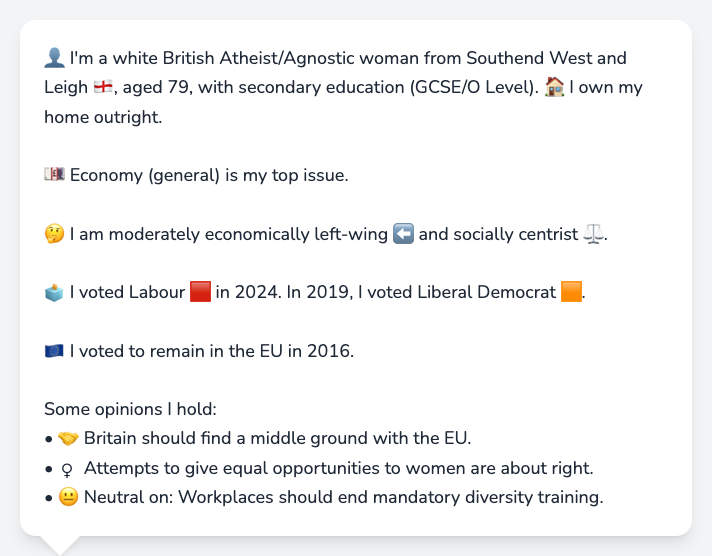 👤 I'm a white British Atheist/Agnostic woman from Southend West and
Leigh 🏴󠁧󠁢󠁥󠁮󠁧󠁿, aged 79, with secondary education (GCSE/O Level). 🏠 I own my
home outright.
💷 Economy (general) is my top issue.
🤔 I am moderately economically left-wing ⬅️ and socially centrist ⚖️.
🗳️ I voted Labour 🟥 in 2024. In 2019, I voted Liberal Democrat 🟧.
🇪🇺 I voted to remain in the EU in 2016.
Some opinions I hold:
• 🤝 Britain should find a middle ground with the EU.
• ♀ Attempts to give equal opportunities to women are about right.
• 😐 Neutral on: Workplaces should end mandatory diversity training.